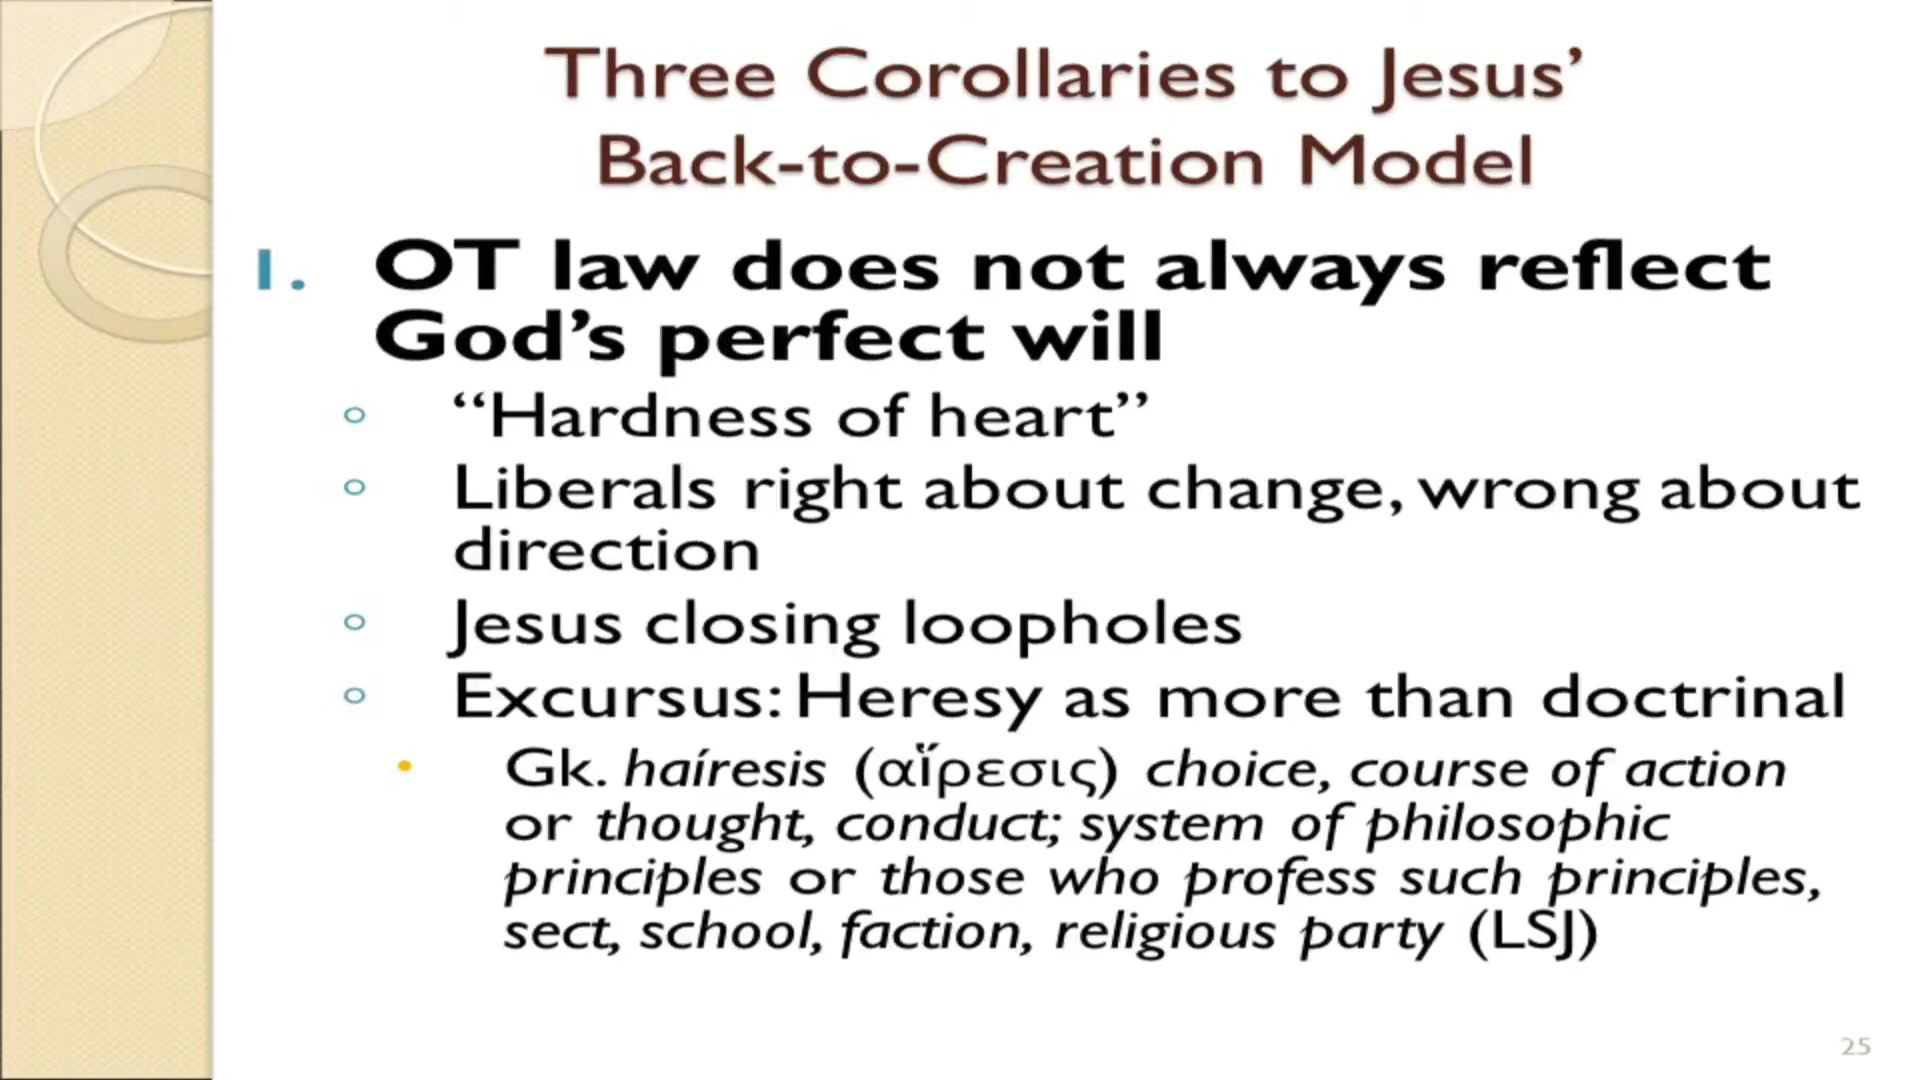 Three Corollaries to Jesus’
Back-to-Creation Model
1. OT law does not always reflect
God’s perfect will
“Hardness of heart”
Liberals right about change, wrong about
direction
Jesus closing loopholes
Excursus: Heresy as more than doctrinal
Gk. haíresis (αἵρεσις) choice, course of action
or thought, conduct; system of philosophic
principles or those who profess such principles,
sect, school, faction, religious party (LSJ)
25